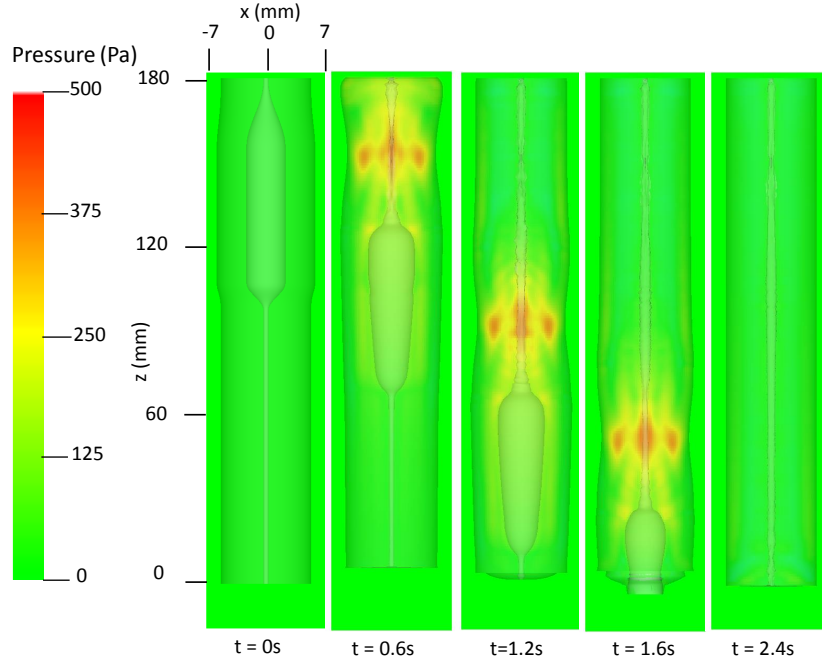 x (mm)
-7 0 7
Pressure (Pa)
500
375
250
125
0
180
120
60
0
z (mm)
t = 0s
t = 0.6s
t=1.2s
t = 1.6s
t = 2.4s